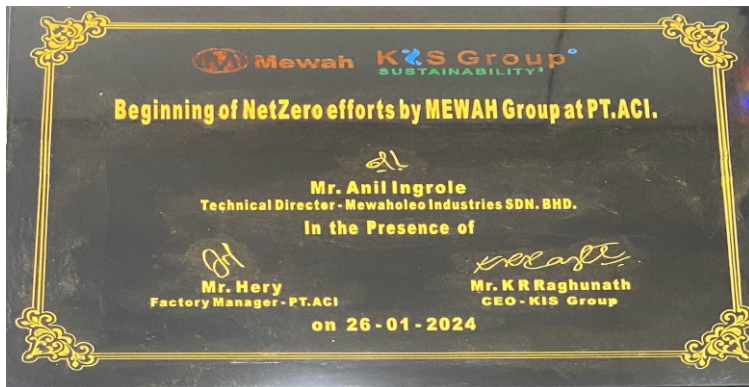 Mewah KIS Group
SUSTAINABILITY³
Beginning of NetZero efforts by MEWAH Group at PT.ACI.
Mr. Anil Ingrole
Technical Director - Mewaholeo Industries SDN. BHD.
In the Presence of
Mr. Hery Mr. K R Raghunath
Factory Manager - PT.ACI CEO - KIS Group
on 26-01-2024